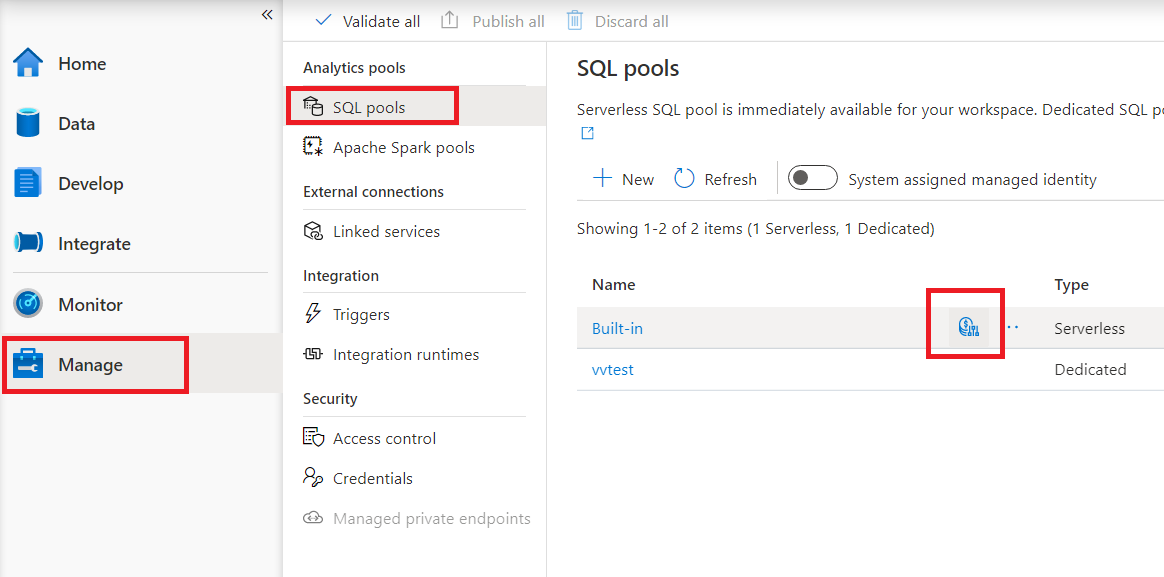 «
Home
Data
Develop
Integrate
Monitor
Manage
Validate all
Publish all
Discard all
Analytics pools
SQL pools
Apache Spark pools
External connections
Linked services
Integration
Triggers
Integration runtimes
Security
Access control
Credentials
Managed private endpoints
SQL pools
Serverless SQL pool is immediately available for your workspace. Dedicated SQL
New
Refresh
System assigned managed identity
Showing 1-2 of 2 items (1 Serverless, 1 Dedicated)
Name Type
Built-in Serverless
vvtest Dedicated